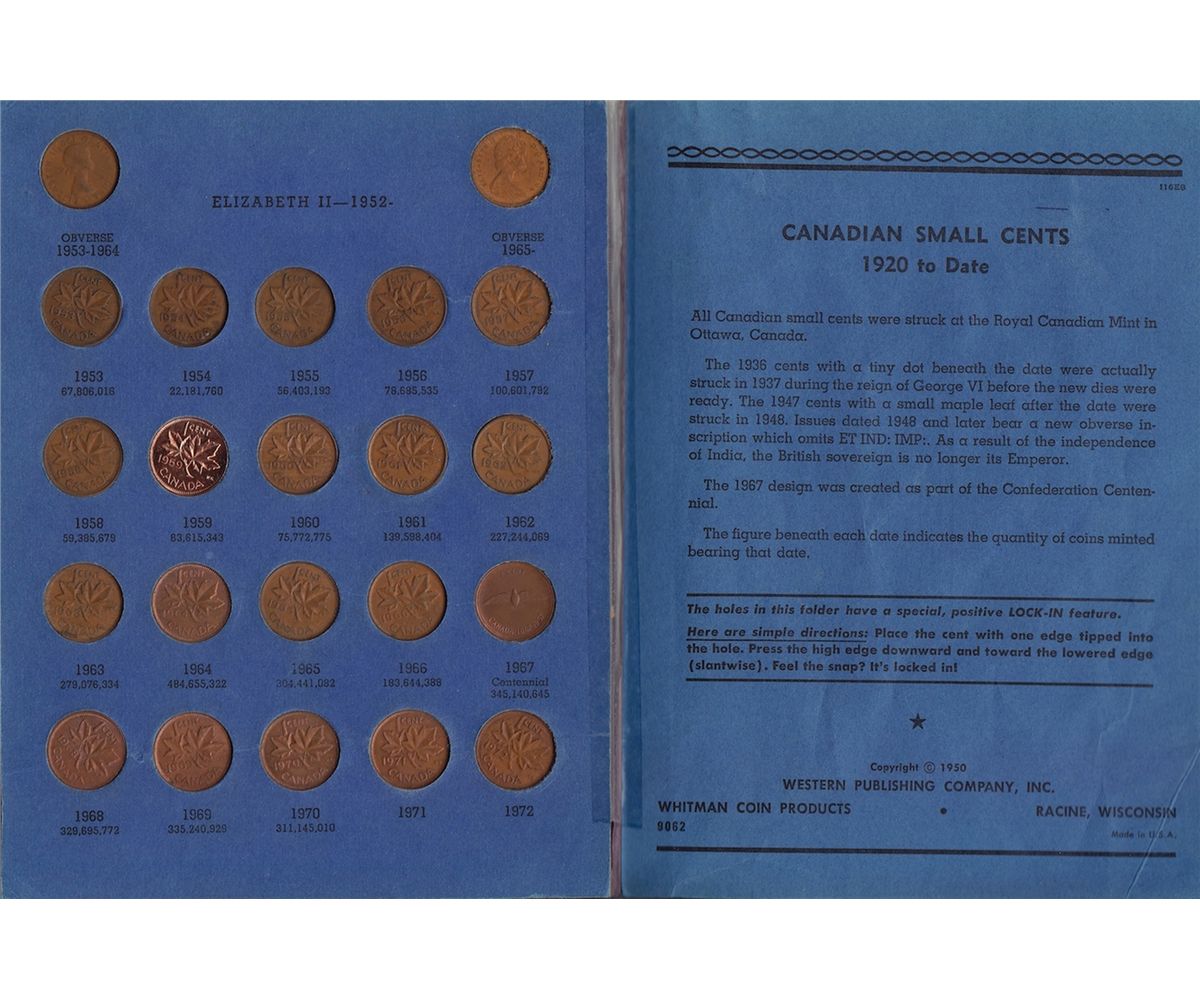 ELIZABETH II—1952-
OBVERSE
1953-1964
OBVERSE
1965-
1953 1954 1955 1956 1957
67,806,016 22,181,760 56,403,193 78,685,535 100,601,792
1958 1959 1960 1961 1962
59,385,679 83,615,343 75,772,775 139,598,404 227,244,069
CENT
1959
CANADA
1963 1964 1965 1966 1967
279,076,334 484,655,322 304,441,082 183,644,388 Centennial
345,140,645
1968 1969 1970 1971 1972
329,695,772 335,240,929 311,145,010
CENT
1970
CANADA
CENT
1971
CANADA
116EG
CANADIAN SMALL CENTS
1920 to Date
All Canadian small cents were struck at the Royal Canadian Mint in
Ottawa, Canada.
The 1936 cents with a tiny dot beneath the date were actually
struck in 1937 during the reign of George VI before the new dies were
ready. The 1947 cents with a small maple leaf after the date were
struck in 1948. Issues dated 1948 and later bear a new obverse in-
scription which omits ET IND: IMP:. As a result of the independence
of India, the British sovereign is no longer its Emperor.
The 1967 design was created as part of the Confederation Centen-
nial.
The figure beneath each date indicates the quantity of coins minted
bearing that date.
The holes in this folder have a special, positive LOCK-IN feature.
Here are simple directions: Place the cent with one edge tipped into
the hole. Press the high edge downward and toward the lowered edge
(slantwise). Feel the snap? It's locked in!
Copyright © 1950
WESTERN PUBLISHING COMPANY, INC.
WHITMAN COIN PRODUCTS • RACINE, WISCONSIN
9062
Made in U.S.A.